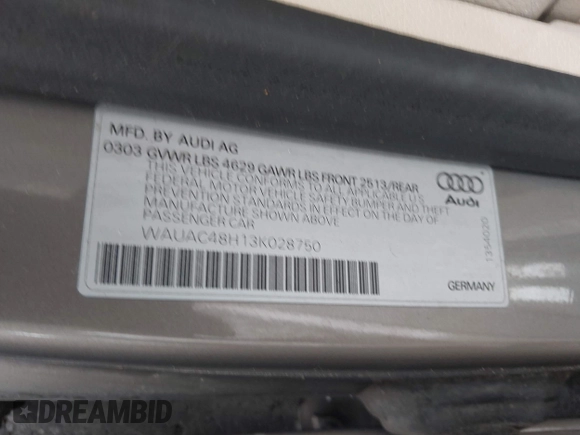 MFD. BY AUDI AG
0303 GVWR LBS 4629 GAWR LBS FRONT 2513/REAR
THIS VEHICLE CONFORMS TO ALL APPLICABLE U.S.
FEDERAL MOTOR VEHICLE SAFETY BUMPER AND THEFT
PREVENTION STANDARDS IN EFFECT ON THE DAY OF
MANUFACTURE SHOWN ABOVE
PASSENGER CAR
WAUAC48H13K028750
Audi
1354020
GERMANY
DREAMBID